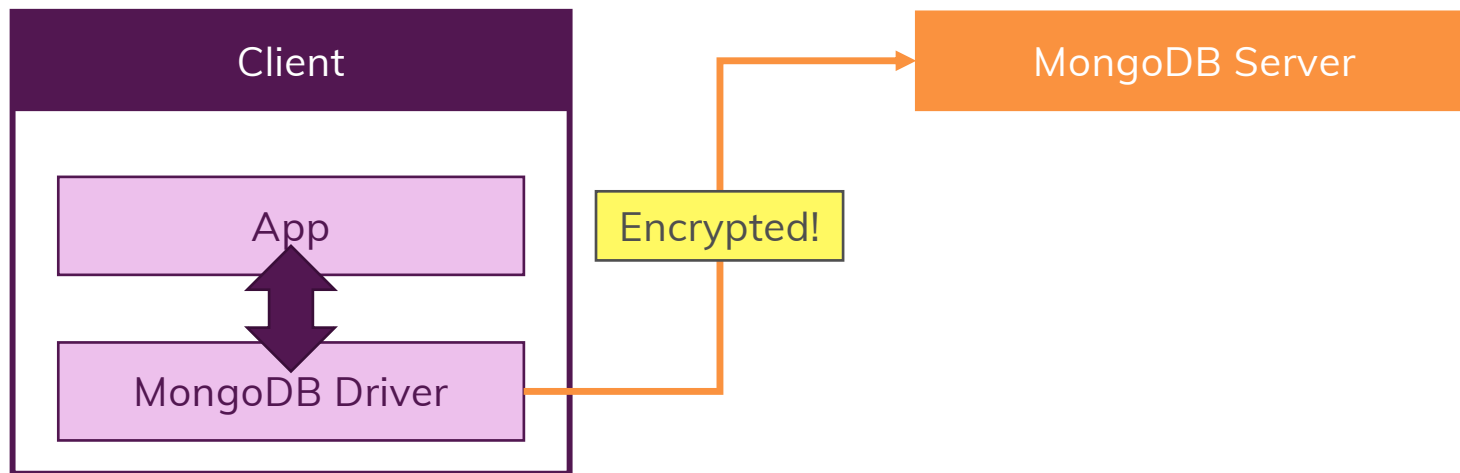 Client
MongoDB Server
App
Encrypted!
MongoDB Driver